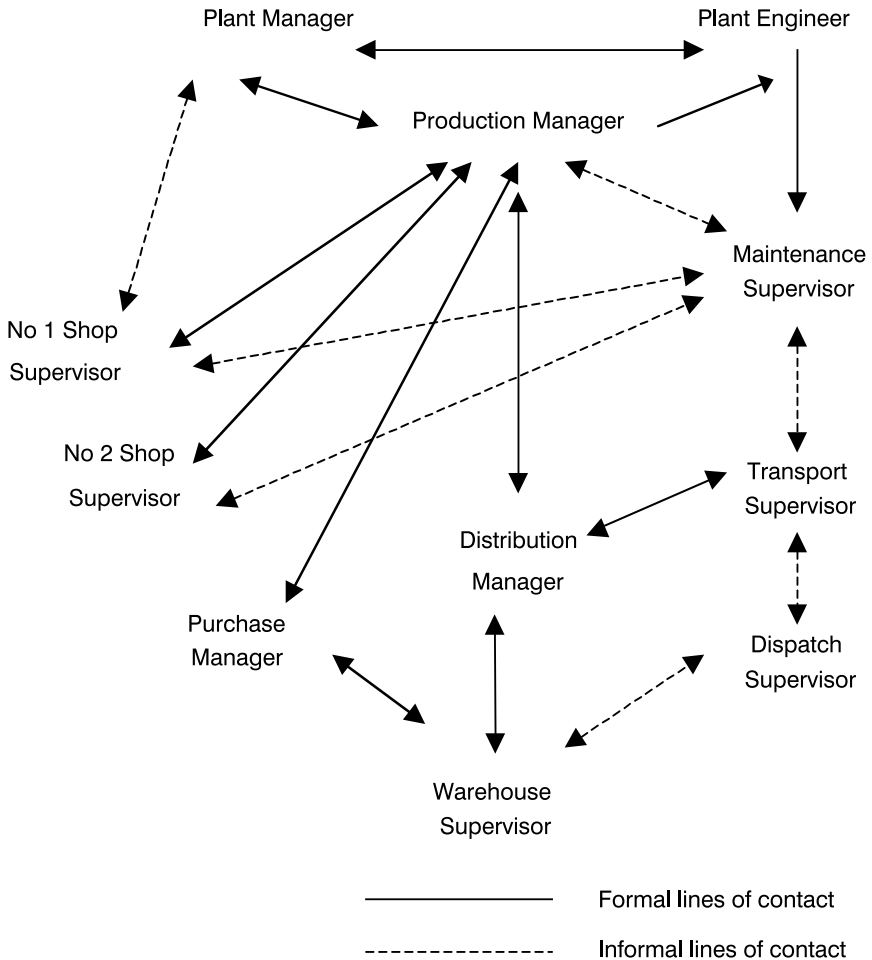 Plant Manager
Plant Engineer
Production Manager
Maintenance
Supervisor
No 1 Shop
Supervisor
No 2 Shop
Supervisor
Transport
Supervisor
Distribution
Manager
Purchase
Manager
Dispatch
Supervisor
Warehouse
Supervisor
Formal lines of contact
Informal lines of contact